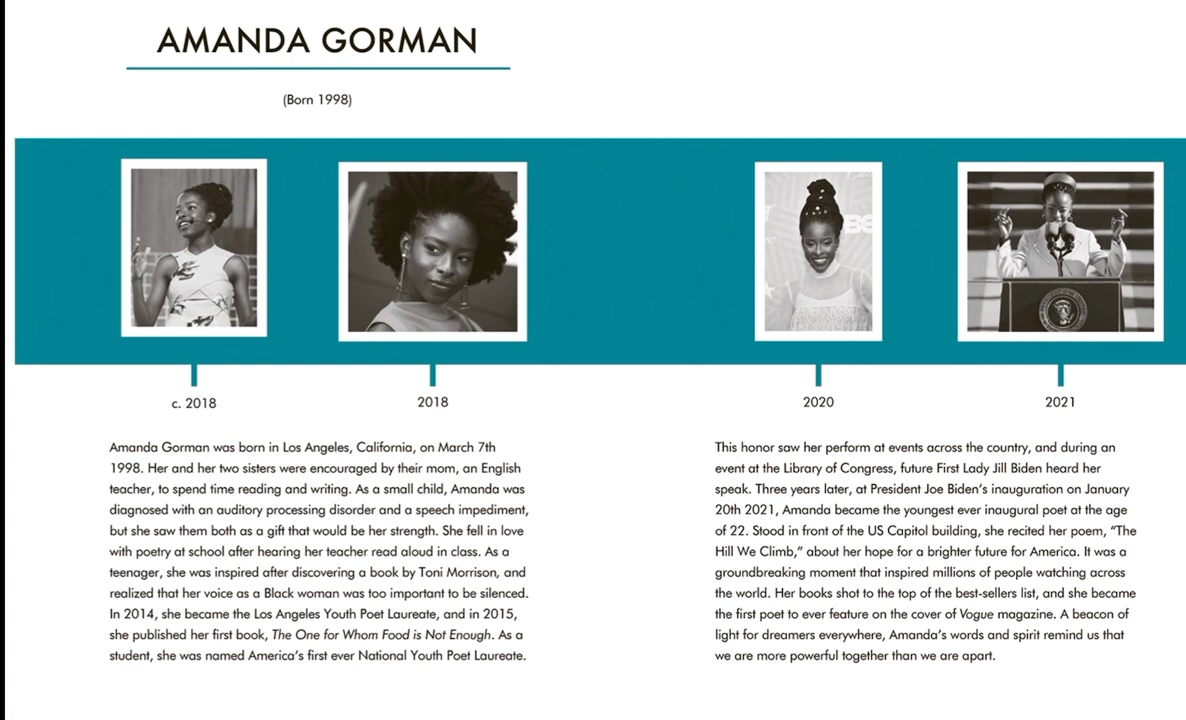 AMANDA GORMAN
(Born 1998)
c. 2018
2018
2020
2021
Amanda Gorman was born in Los Angeles, California, on March 7th
1998. Her and her two sisters were encouraged by their mom, an English
teacher, to spend time reading and writing. As a small child, Amanda was
diagnosed with an auditory processing disorder and a speech impediment,
but she saw them both as a gift that would be her strength. She fell in love
with poetry at school after hearing her teacher read aloud in class. As a
teenager, she was inspired after discovering a book by Toni Morrison, and
realized that her voice as a Black woman was too important to be silenced.
In 2014, she became the Los Angeles Youth Poet Laureate, and in 2015,
she published her first book, The One for Whom Food is Not Enough. As a
student, she was named America’s first ever National Youth Poet Laureate.
This honor saw her perform at events across the country, and during an
event at the Library of Congress, future First Lady Jill Biden heard her
speak. Three years later, at President Joe Biden’s inauguration on January
20th 2021, Amanda became the youngest ever inaugural poet at the age
of 22. Stood in front of the US Capitol building, she recited her poem, “The
Hill We Climb,” about her hope for a brighter future for America. It was a
groundbreaking moment that inspired millions of people watching across
the world. Her books shot to the top of the best-sellers list, and she became
the first poet to ever feature on the cover of Vogue magazine. A beacon of
light for dreamers everywhere, Amanda’s words and spirit remind us that
we are more powerful together than we are apart.